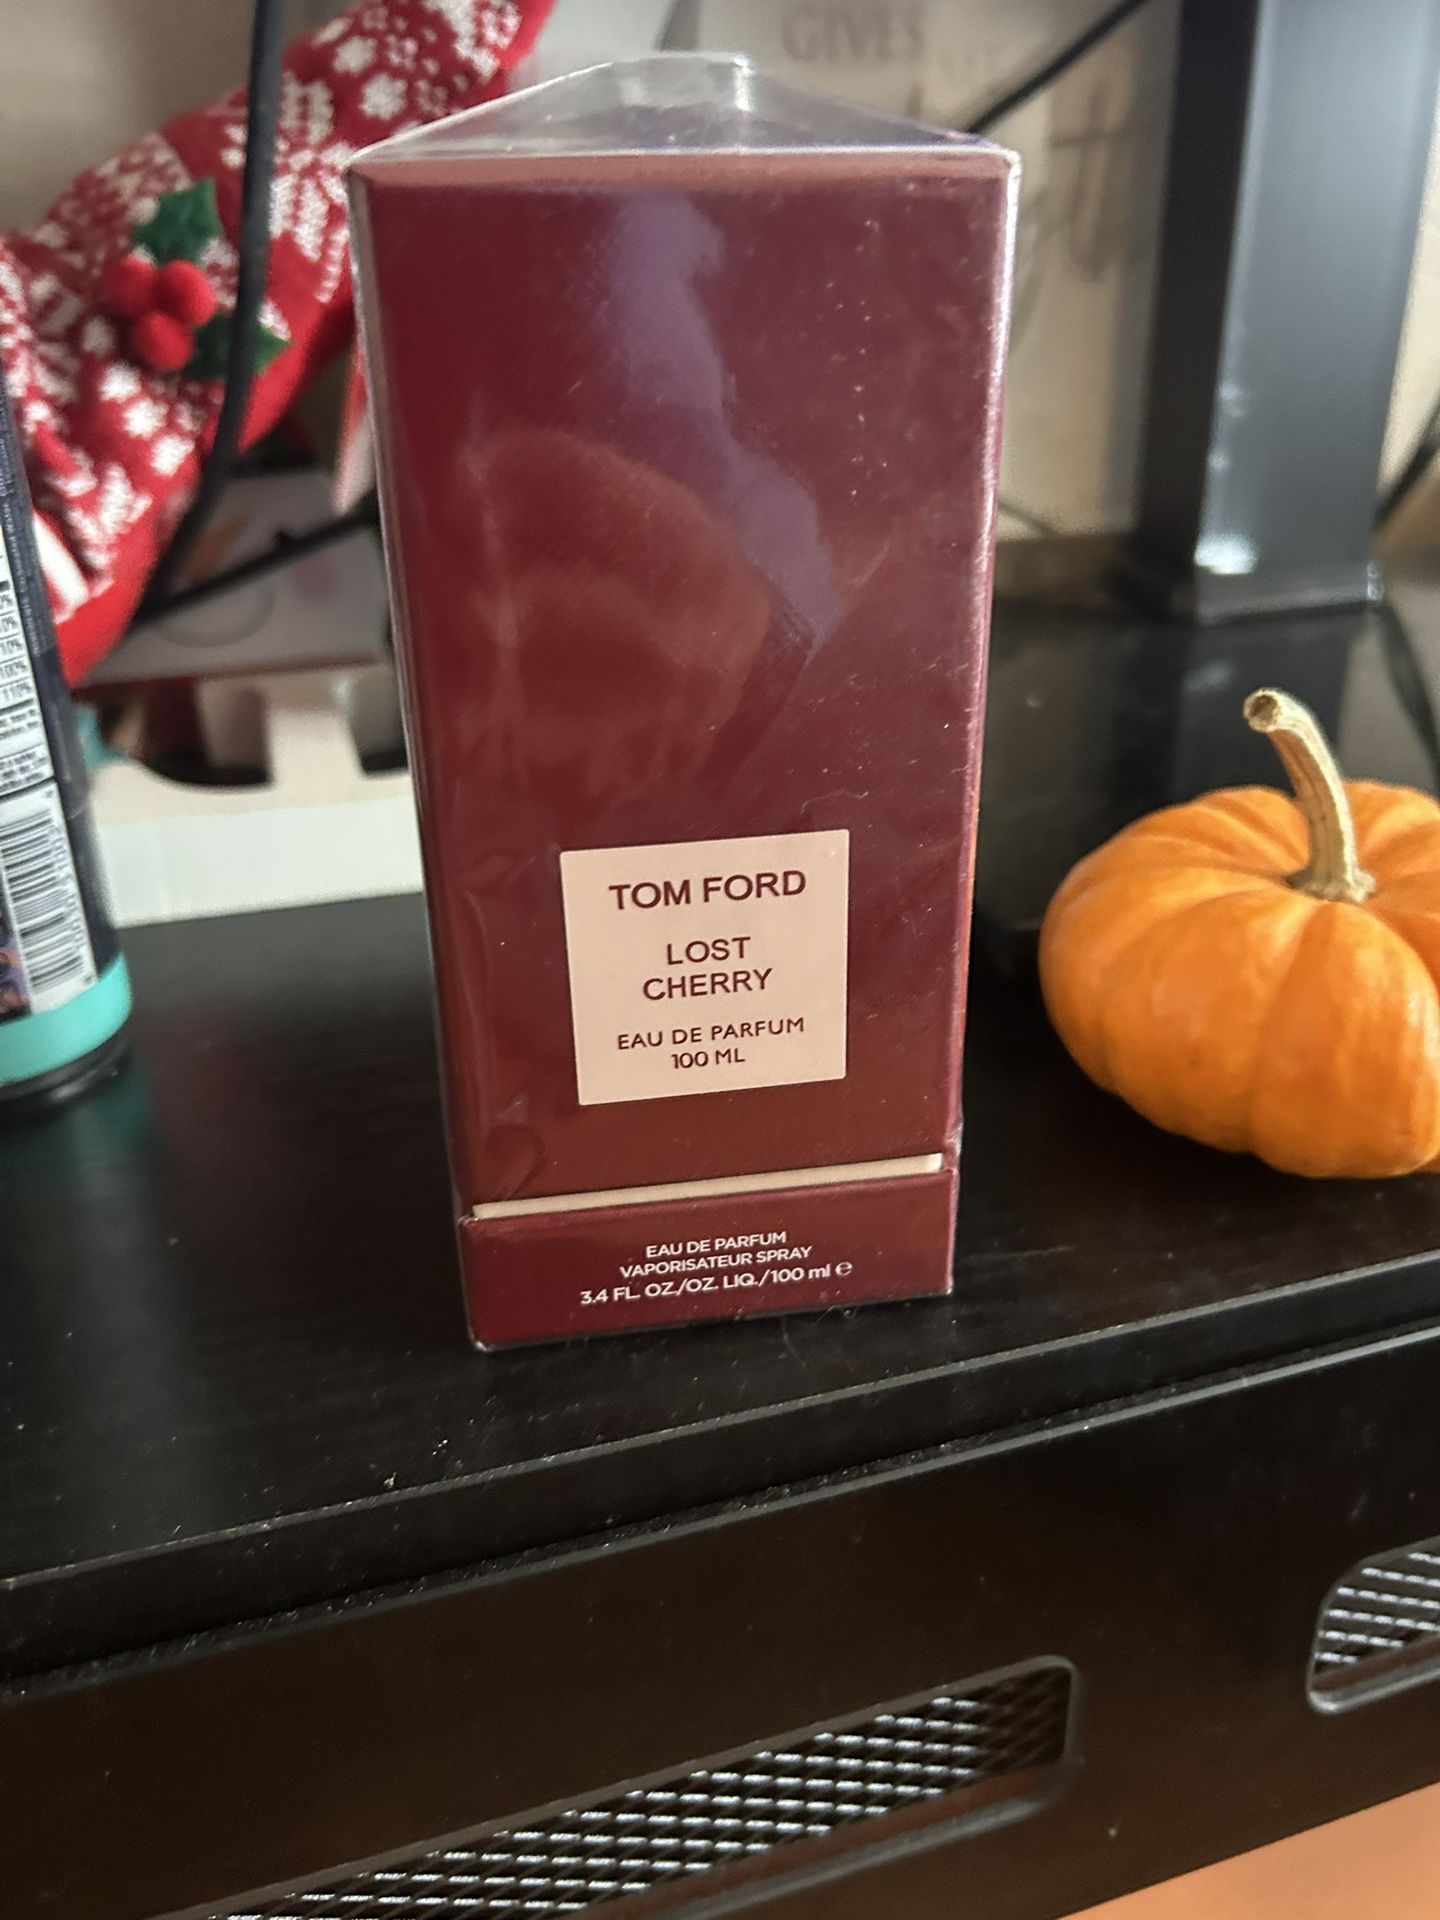 GIVES
TOM FORD
LOST
CHERRY
EAU DE PARFUM
100 ML
EAU DE PARFUM
VAPORISATEUR SPRAY
3.4 FL. OZ./OZ. LIQ./100 ml ℮